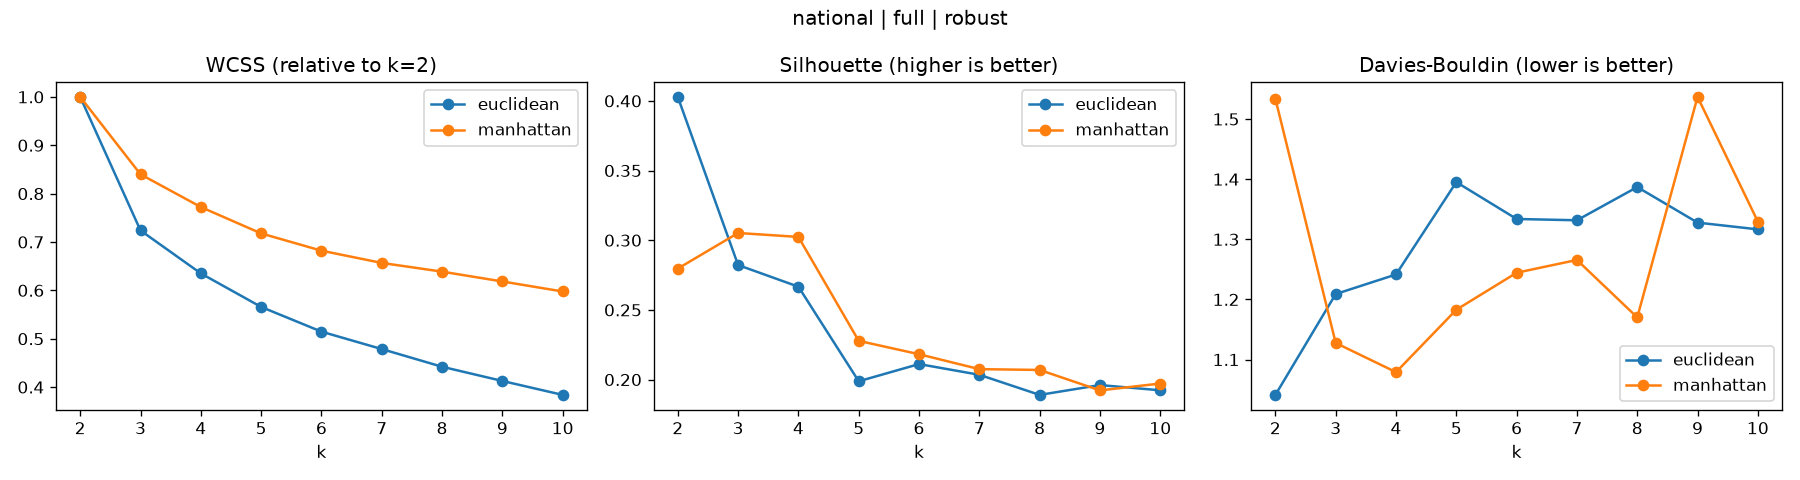 national | full | robust
WCSS (relative to k=2)
1.0
0.9
0.8
0.7
0.6
0.5
0.4
euclidean
manhattan
2 3 4 5 6 7 8 9 10
k
Silhouette (higher is better)
0.40
0.35
0.30
0.25
0.20
euclidean
manhattan
2 3 4 5 6 7 8 9 10
k
Davies-Bouldin (lower is better)
1.5
1.4
1.3
1.2
1.1
euclidean
manhattan
2 3 4 5 6 7 8 9 10
k